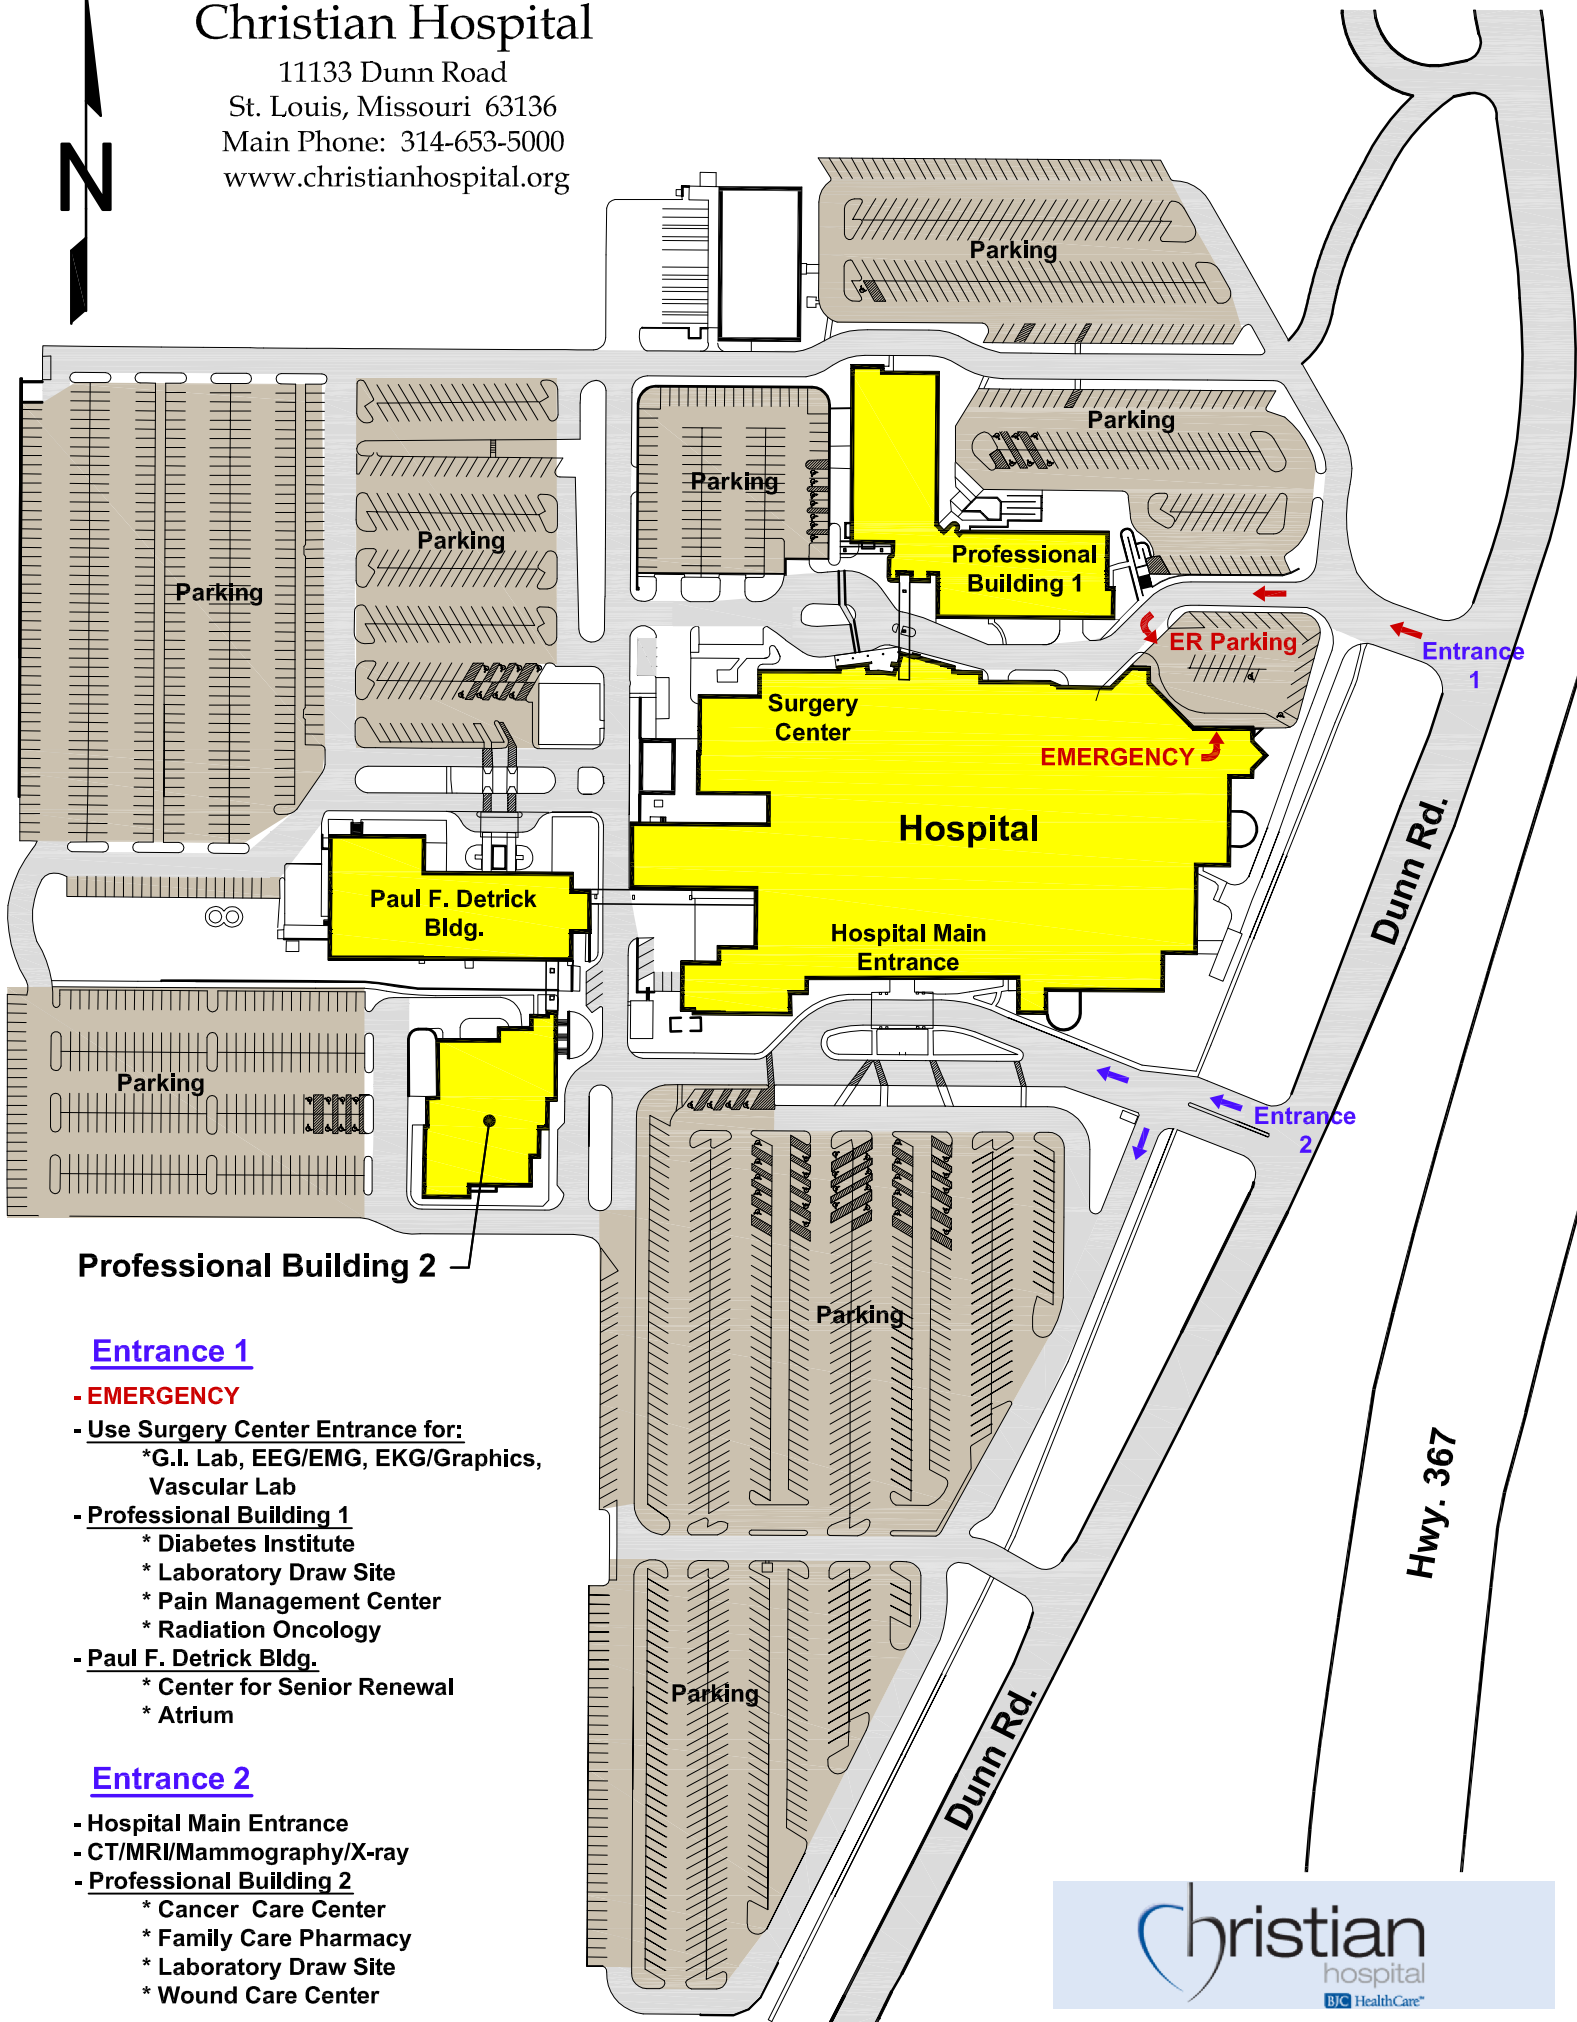 Christian Hospital
11133 Dunn Road
St. Louis, Missouri 63136
Main Phone: 314-653-5000
www.christianhospital.org
N
Parking
Parking
Parking
Parking
Parking
Professional
Building 1
ER Parking
Entrance
1
Surgery
Center
EMERGENCY
Hospital
Dunn Rd.
Paul F. Detrick
Bldg.
Hospital Main
Entrance
Parking
Entrance
2
Professional Building 2
Parking
Hwy. 367
Parking
Dunn Rd.
Entrance 1
- EMERGENCY
- Use Surgery Center Entrance for:
*G.I. Lab, EEG/EMG, EKG/Graphics,
Vascular Lab
- Professional Building 1
* Diabetes Institute
* Laboratory Draw Site
* Pain Management Center
* Radiation Oncology
- Paul F. Detrick Bldg.
* Center for Senior Renewal
* Atrium
Entrance 2
- Hospital Main Entrance
- CT/MRI/Mammography/X-ray
- Professional Building 2
* Cancer Care Center
* Family Care Pharmacy
* Laboratory Draw Site
* Wound Care Center
Christian
hospital
BJC HealthCare™